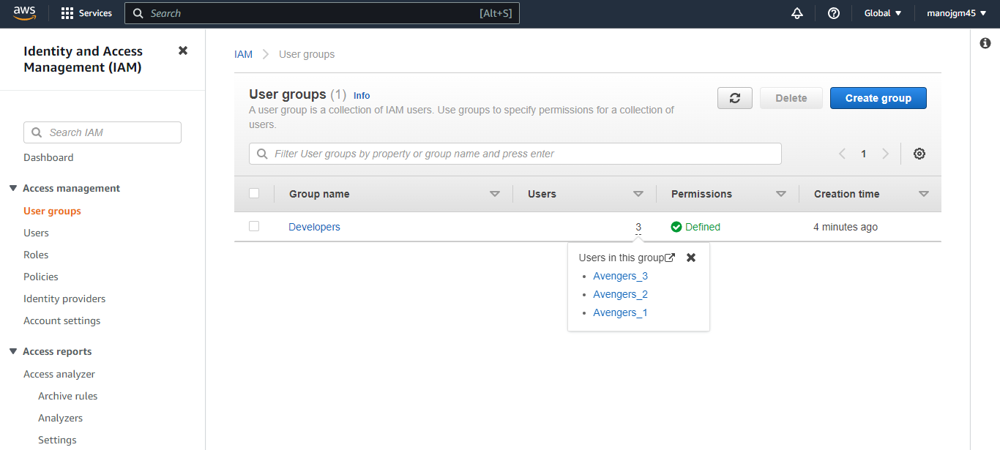 aws
Services
Search
[Alt+S]
Global
manojgm45
Identity and Access
Management (IAM)
Search IAM
Dashboard
Access management
User groups
Users
Roles
Policies
Identity providers
Account settings
Access reports
Access analyzer
Archive rules
Analyzers
Settings
IAM
User groups
User groups (1) Info
A user group is a collection of IAM users. Use groups to specify permissions for a collection of
users.
Delete
Create group
Filter User groups by property or group name and press enter
1
Group name
Users
Permissions
Creation time
Developers
3
Defined
4 minutes ago
Users in this group
• Avengers_3
• Avengers_2
• Avengers_1